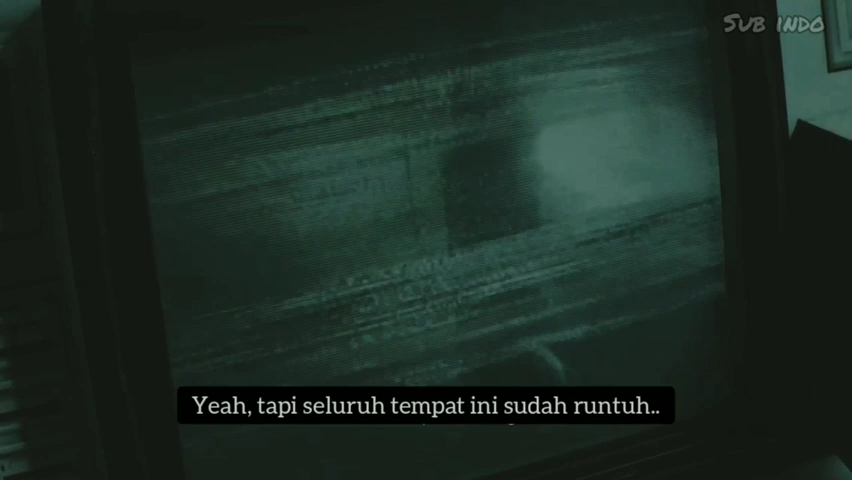 Sub indo
Yeah, tapi seluruh tempat ini sudah runtuh..